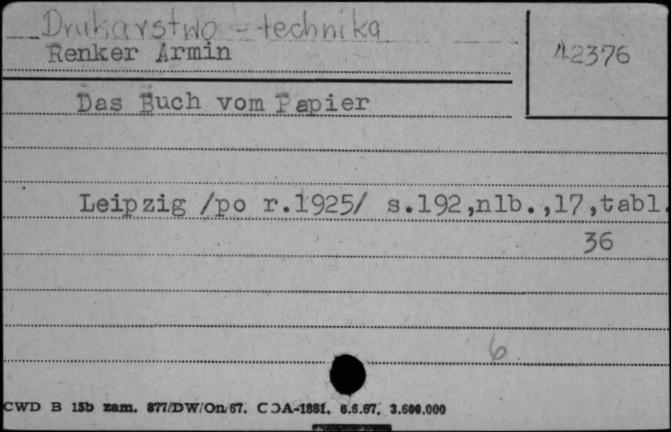 Drukarstwo - technika
Renker Armin
42376
Das Buch vom Papier
Leipzig /po r.1925/ s.192,nlb.,17,tabl.
36
6
CWD B 15b zam. 877/DW/On/67. CDA-1881. 6.6.67. 3.600.000